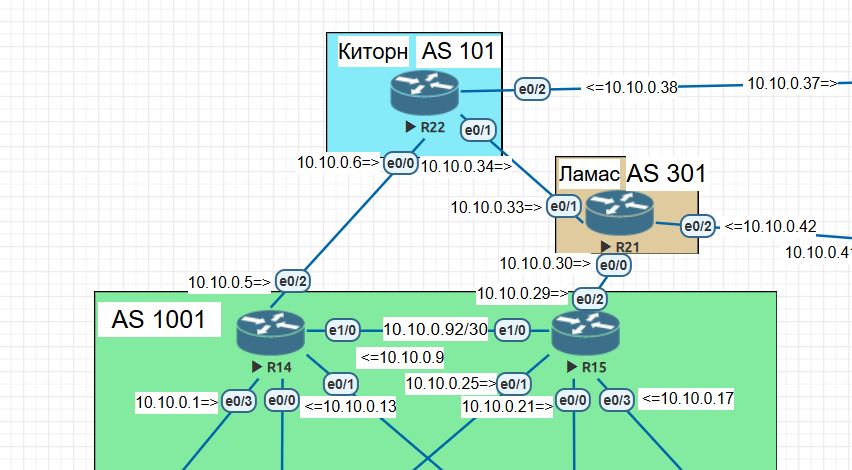 Киторн AS 101
e0/2
<=10.10.0.38
10.10.0.37=>
R22
e0/1
10.10.0.6=>
e0/0
10.10.0.34=>
Ламас AS 301
10.10.0.33=>
e0/1
e0/2
<=10.10.0.42
R21
10.10.0.41
10.10.0.30=>
e0/0
10.10.0.5=>
e0/2
10.10.0.29=>
e0/2
AS 1001
e1/0
10.10.0.92/30
e1/0
<=10.10.0.9
R14
R15
e0/1
10.10.0.25=>
e0/1
10.10.0.1=>
e0/3
e0/0
<=10.10.0.13
10.10.0.21=>
e0/0
e0/3
<=10.10.0.17